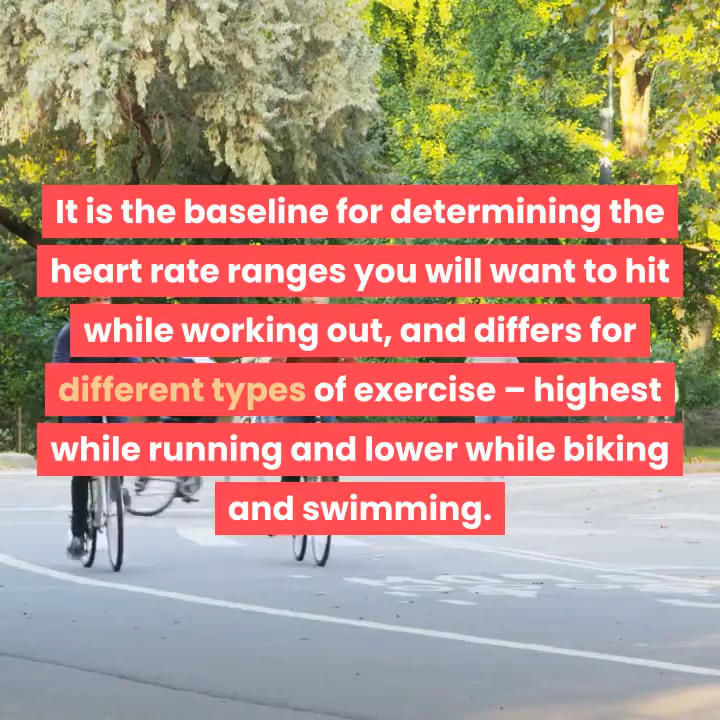 It is the baseline for determining the
heart rate ranges you will want to hit
while working out, and differs for
different types of exercise – highest
while running and lower while biking
and swimming.